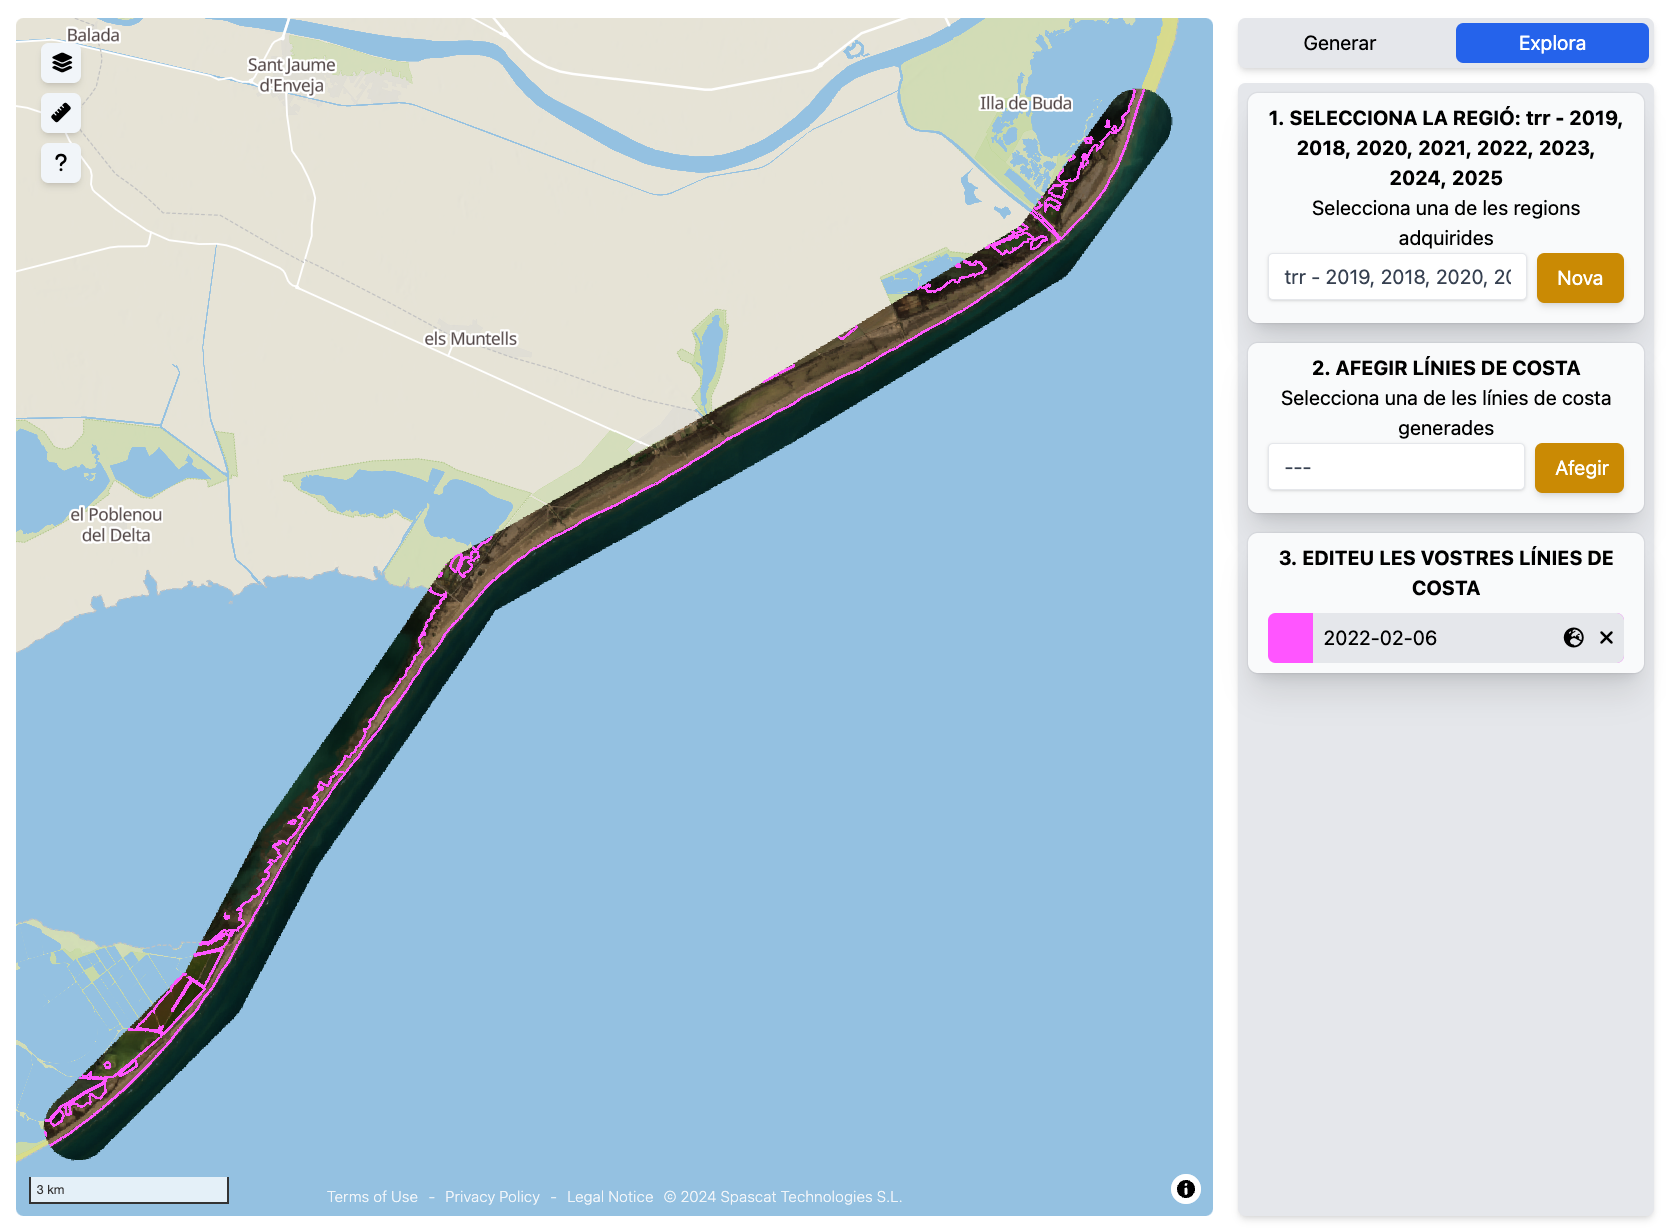 Balada
Sant Jaume
d'Enveja
Illa de Buda
els Muntells
el Poblenou
del Delta
?
3 km
Terms of Use - Privacy Policy - Legal Notice © 2024 Spascat Technologies S.L.
Generar
Explora
1. SELECCIONA LA REGIÓ: trr - 2019,
2018, 2020, 2021, 2022, 2023,
2024, 2025
Selecciona una de les regions
adquirides
trr - 2019, 2018, 2020, 20
Nova
2. AFEGIR LÍNIES DE COSTA
Selecciona una de les línies de costa
generades
---
Afegir
3. EDITEU LES VOSTRES LÍNIES DE
COSTA
2022-02-06